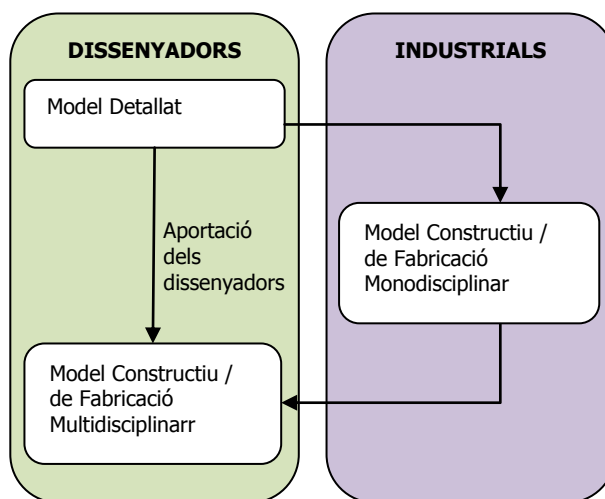 DISSENYADORS
Model Detallat
Aportació
dels
dissenyadors
Model Constructiu /
de Fabricació
Multidisciplinarr
INDUSTRIALS
Model Constructiu /
de Fabricació
Monodisciplinar